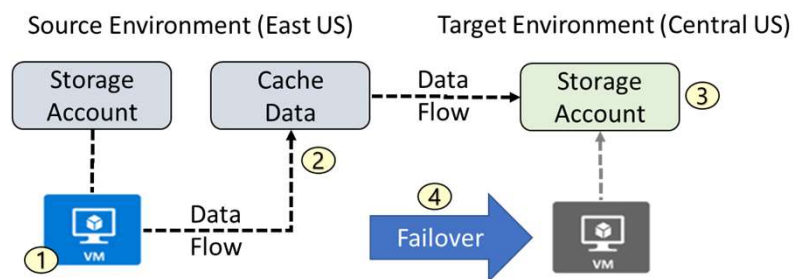 Source Environment (East US)
Target Environment (Central US)
Storage
Account
Cache
Data
Data
Flow
Storage
Account
3
2
4
Data
Flow
Failover
1
VM
VM